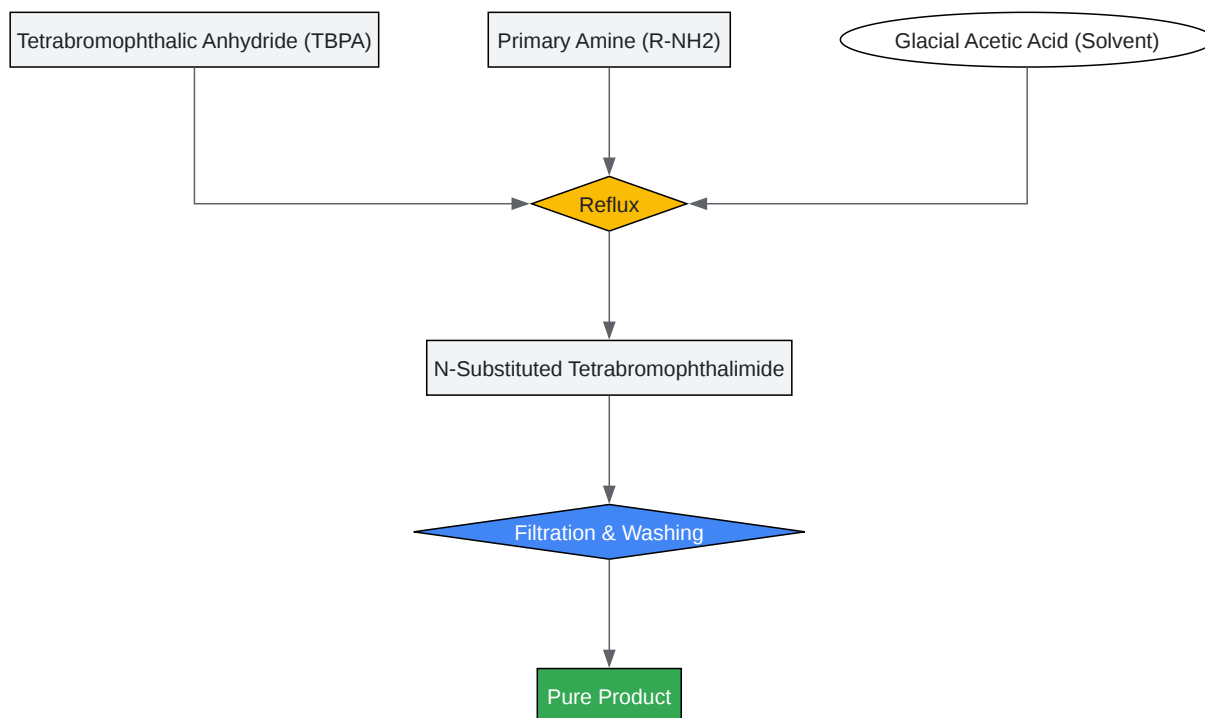 Tetrabromophthalic Anhydride (TBPA)
Primary Amine (R-NH2)
Glacial Acetic Acid (Solvent)
Reflux
N-Substituted Tetrabromophthalimide
Filtration & Washing
Pure Product